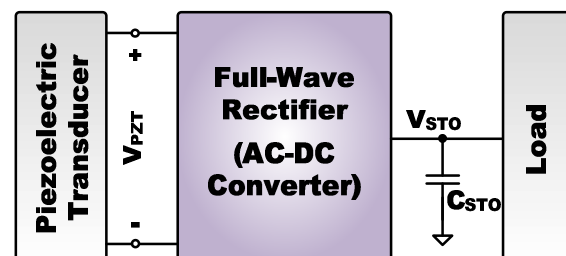 Piezoelectric
Transducer
+
VPZT
-
Full-Wave
Rectifier
(AC-DC
Converter)
VSTO
CSTO
Load